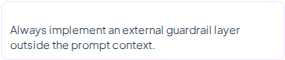 Always implement an external guardrail layer
outside the prompt context.